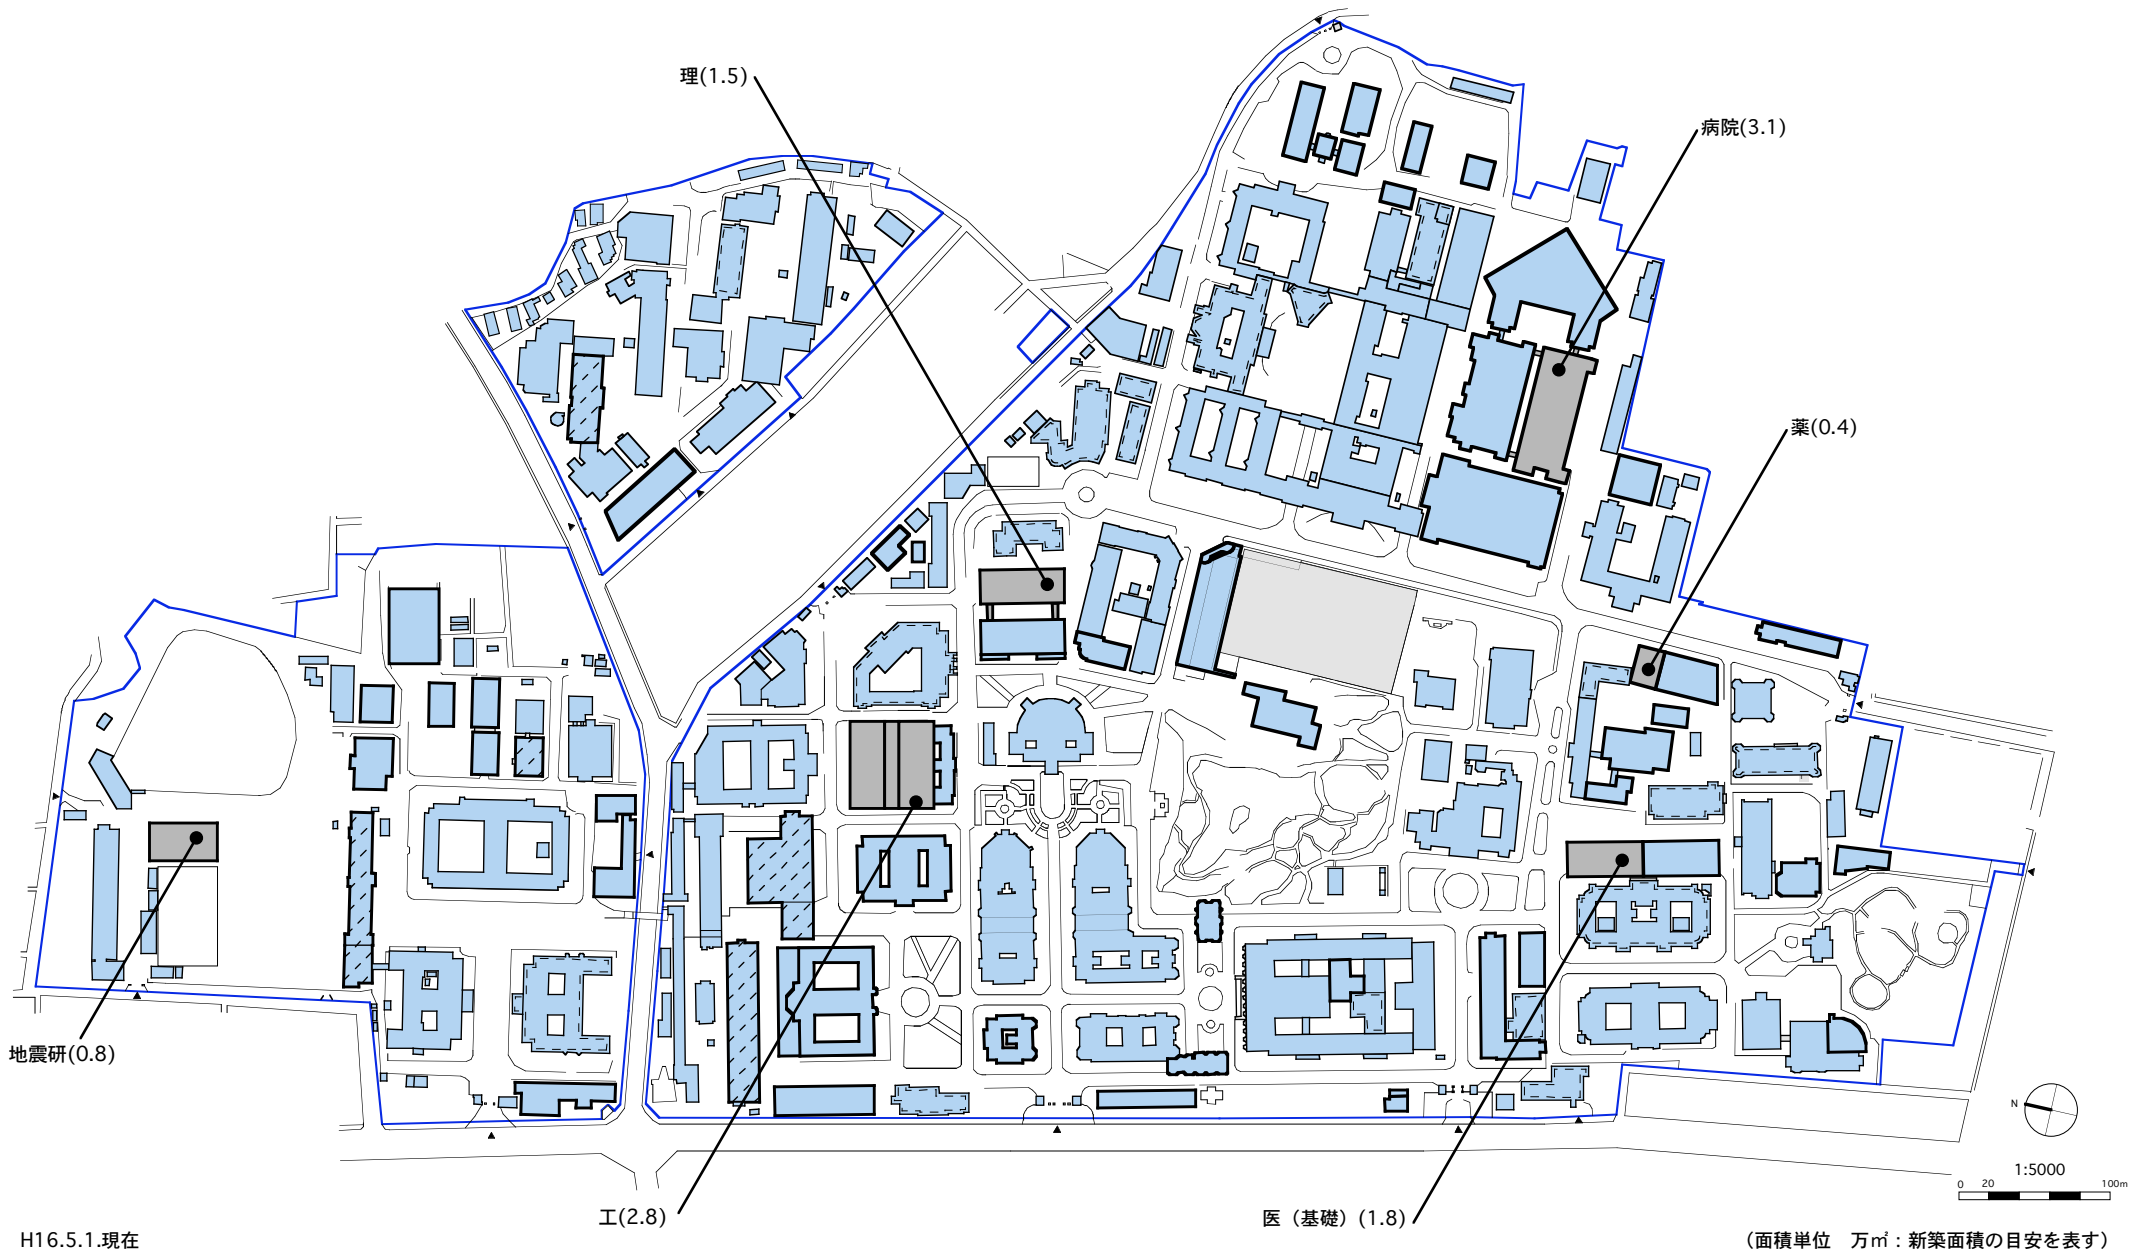 理(1.5)
病院(3.1)
薬(0.4)
地震研(0.8)
N
1:5000
0 20 100m
工(2.8)
医（基礎）(1.8)
H16.5.1.現在
（面積単位　万㎡：新築面積の目安を表す）